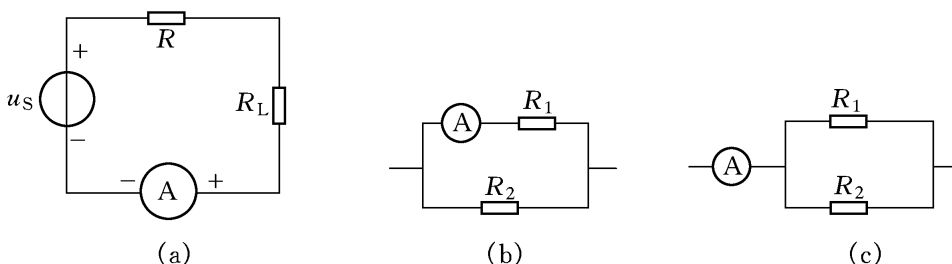 R
+
u_S
−
R_L
− A +
(a)
A R_1
R_2
(b)
A
R_1
R_2
(c)